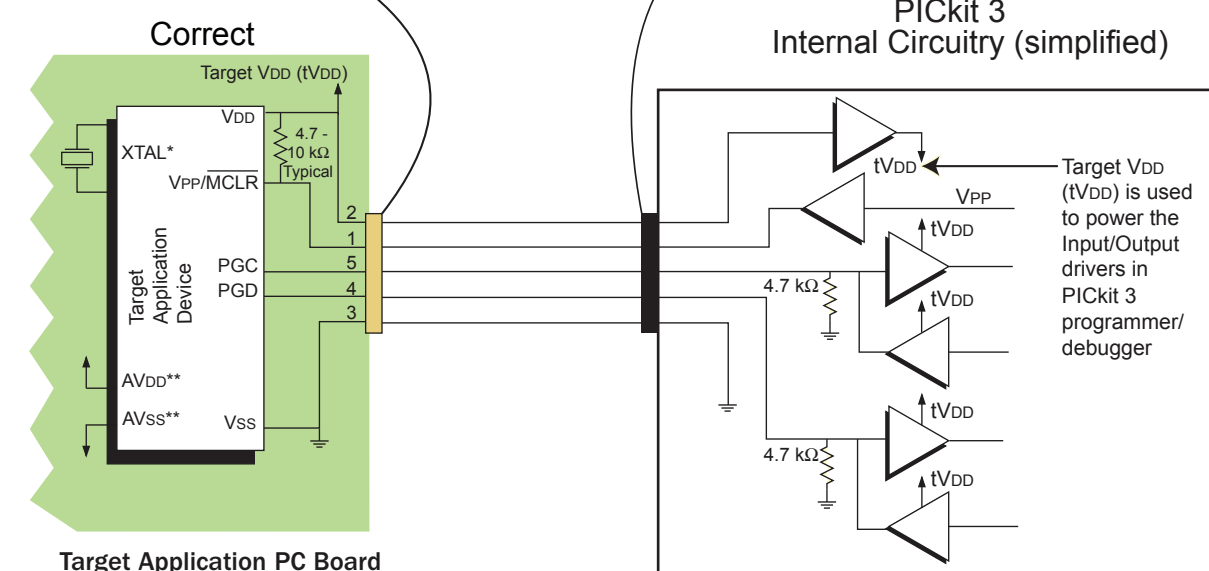 Correct
PICkit 3
Internal Circuitry (simplified)
Target VDD (tVDD)
VDD
4.7 -
10 kΩ
Typical
XTAL*
VPP/MCLR
Target
Application
Device
PGC
PGD
AVDD**
AVSS**
VSS
2
1
5
4
3
tVDD
VPP
tVDD
4.7 kΩ
tVDD
tVDD
4.7 kΩ
tVDD
Target VDD
(tVDD) is used
to power the
Input/Output
drivers in
PICkit 3
programmer/
debugger
Target Application PC Board